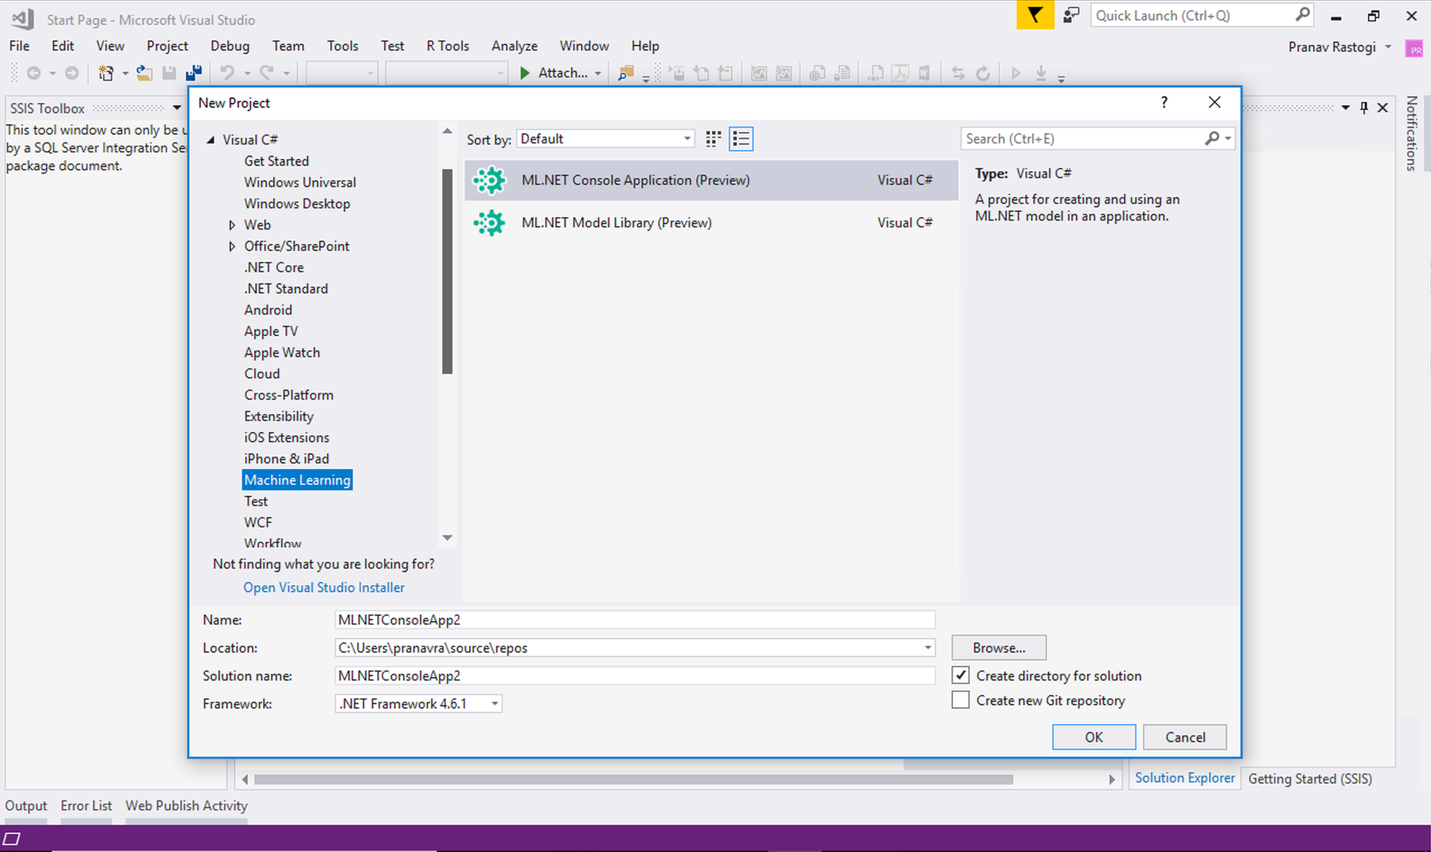 Start Page - Microsoft Visual Studio
Quick Launch (Ctrl+Q)
File Edit View Project Debug Team Tools Test R Tools Analyze Window Help
Pranav Rastogi
PR
Attach...
SSIS Toolbox
This tool window can only be u
by a SQL Server Integration Se
package document.
Notifications
New Project
?
Visual C#
Get Started
Windows Universal
Windows Desktop
Web
Office/SharePoint
.NET Core
.NET Standard
Android
Apple TV
Apple Watch
Cloud
Cross-Platform
Extensibility
iOS Extensions
iPhone & iPad
Machine Learning
Test
WCF
Workflow
Not finding what you are looking for?
Open Visual Studio Installer
Sort by: Default
ML.NET Console Application (Preview) Visual C#
ML.NET Model Library (Preview) Visual C#
Search (Ctrl+E)
Type: Visual C#
A project for creating and using an
ML.NET model in an application.
Name: MLNETConsoleApp2
Location: C:\Users\pranavra\source\repos
Browse...
Solution name: MLNETConsoleApp2
Create directory for solution
Framework: .NET Framework 4.6.1
Create new Git repository
OK Cancel
Solution Explorer Getting Started (SSIS)
Output Error List Web Publish Activity